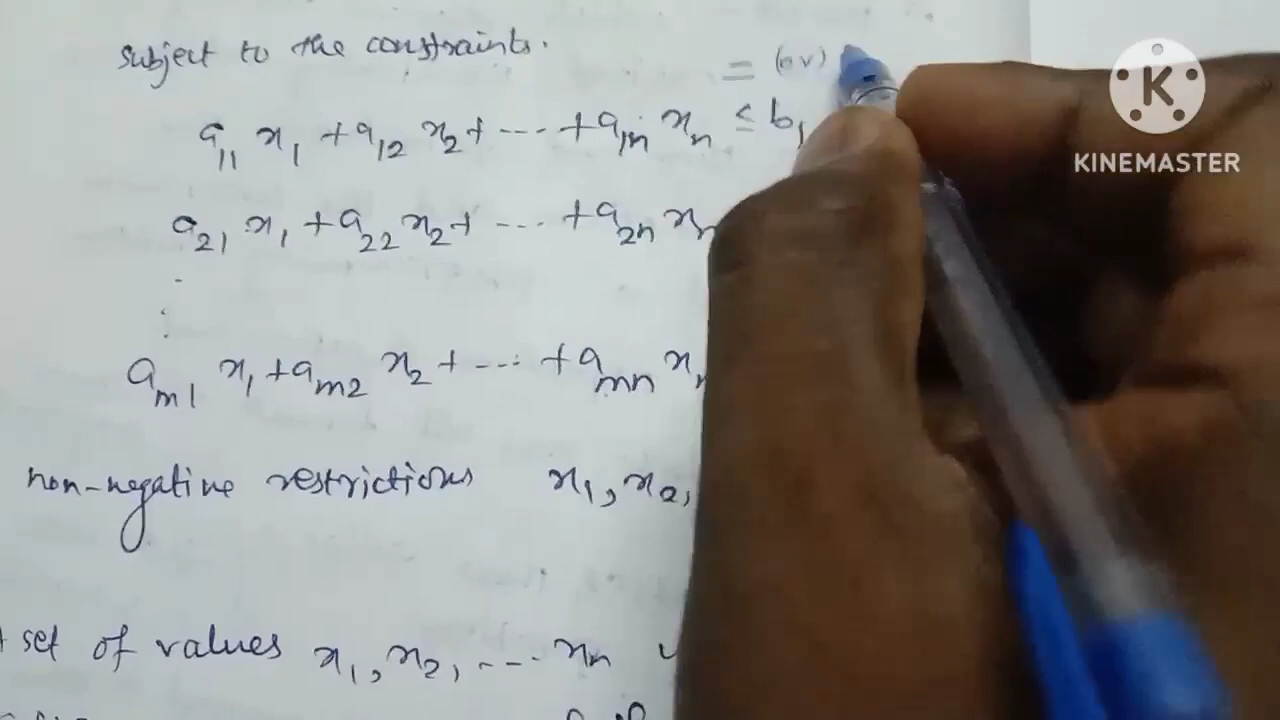 subject to the constraints.
= (or)
a11 x1 + a12 x2 + --- + a1n xn ≤ b1
a21 x1 + a22 x2 + --- + a2n xn
am1 x1 + am2 x2 + --- + amn xn
non-negative restrictions x1, x2,
set of values x1, x2, --- xn
K
KINEMASTER